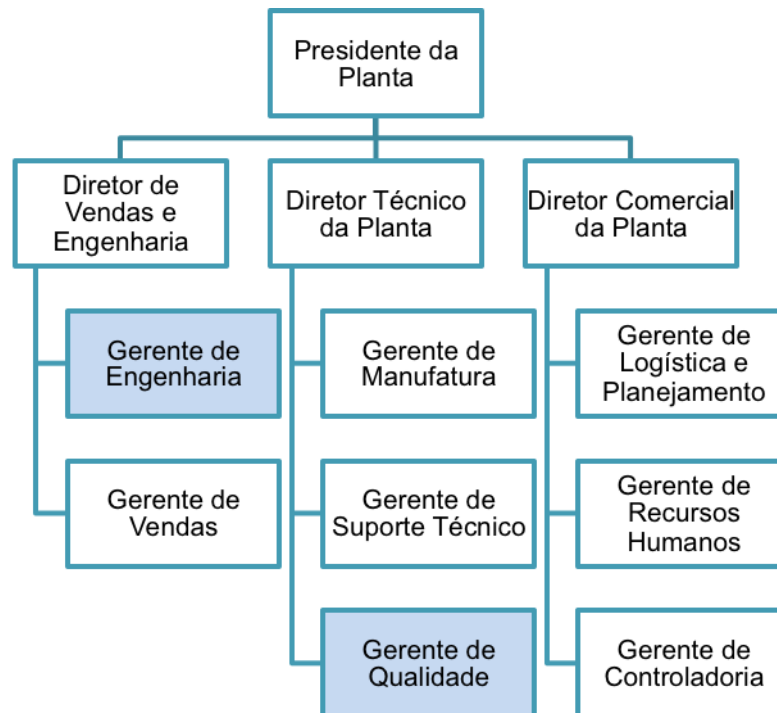 Presidente da
Planta
Diretor de
Vendas e
Engenharia
Diretor Técnico
da Planta
Diretor Comercial
da Planta
Gerente de
Engenharia
Gerente de
Manufatura
Gerente de
Logística e
Planejamento
Gerente de
Vendas
Gerente de
Suporte Técnico
Gerente de
Recursos
Humanos
Gerente de
Qualidade
Gerente de
Controladoria